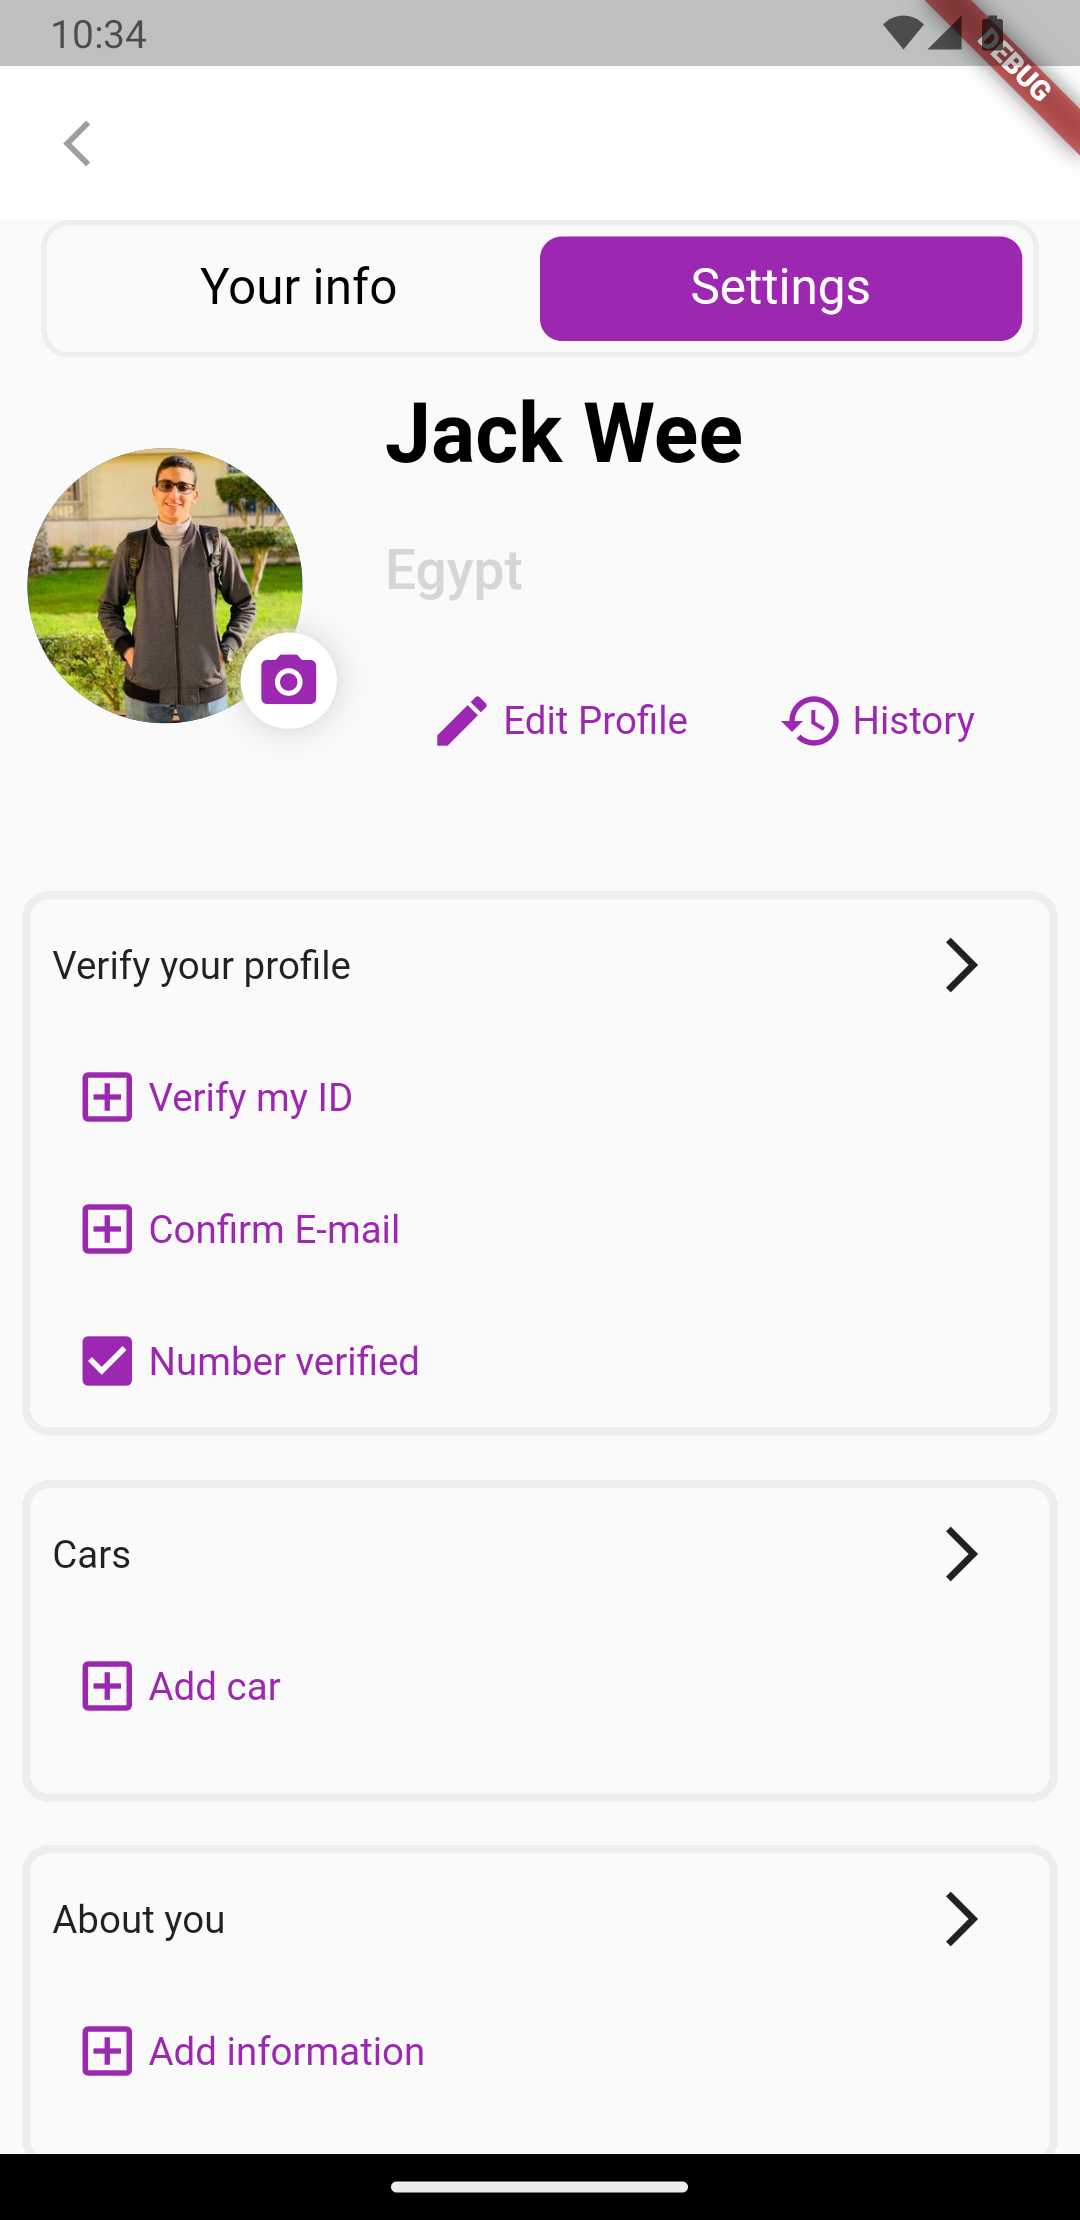 10:34
DEBUG
Your info
Settings
Jack Wee
Egypt
Edit Profile
History
Verify your profile
Verify my ID
Confirm E-mail
Number verified
Cars
Add car
About you
Add information